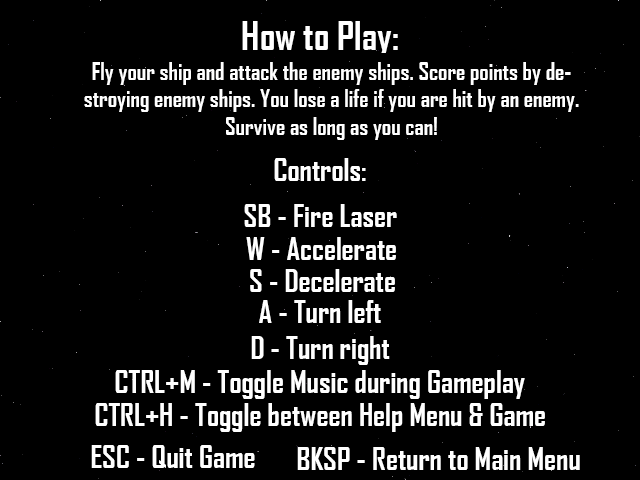 How to Play:
Fly your ship and attack the enemy ships. Score points by de-
stroying enemy ships. You lose a life if you are hit by an enemy.
Survive as long as you can!
Controls:
SB - Fire Laser
W - Accelerate
S - Decelerate
A - Turn left
D - Turn right
CTRL+M - Toggle Music during Gameplay
CTRL+H - Toggle between Help Menu & Game
ESC - Quit Game BKSP - Return to Main Menu